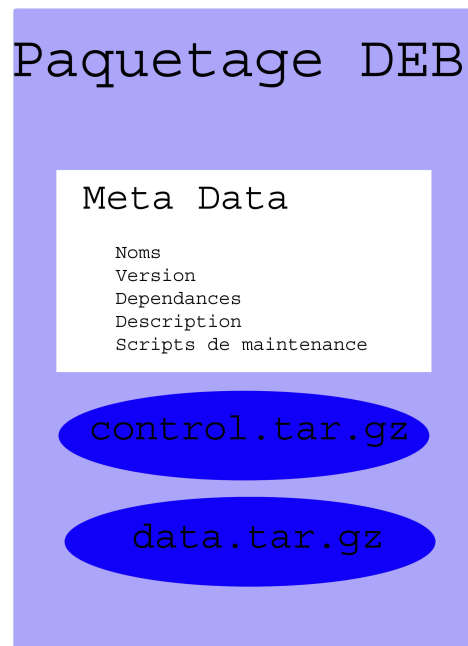 Paquetage DEB
Meta Data
Noms
Version
Dependances
Description
Scripts de maintenance
control.tar.gz
data.tar.gz